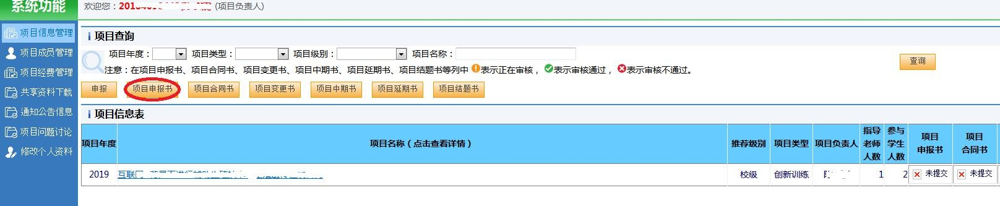 系统功能
欢迎您： (项目负责人)
项目信息管理
项目成员管理
项目经费管理
共享资料下载
通知公告信息
项目问题讨论
修改个人资料
项目查询
项目年度： 项目类型： 项目级别： 项目名称：
查询
注意：在项目申报书、项目合同书、项目变更书、项目中期书、项目延期书、项目结题书等列中 表示正在审核， 表示审核通过， 表示审核不通过。
申报 项目申报书 项目合同书 项目变更书 项目中期书 项目延期书 项目结题书
项目信息表
项目年度 项目名称（点击查看详情） 推荐级别 项目类型 项目负责人 指导老师人数 参与学生人数 项目申报书 项目合同书
2019 互联 校级 创新训练 1 2 未提交 未提交